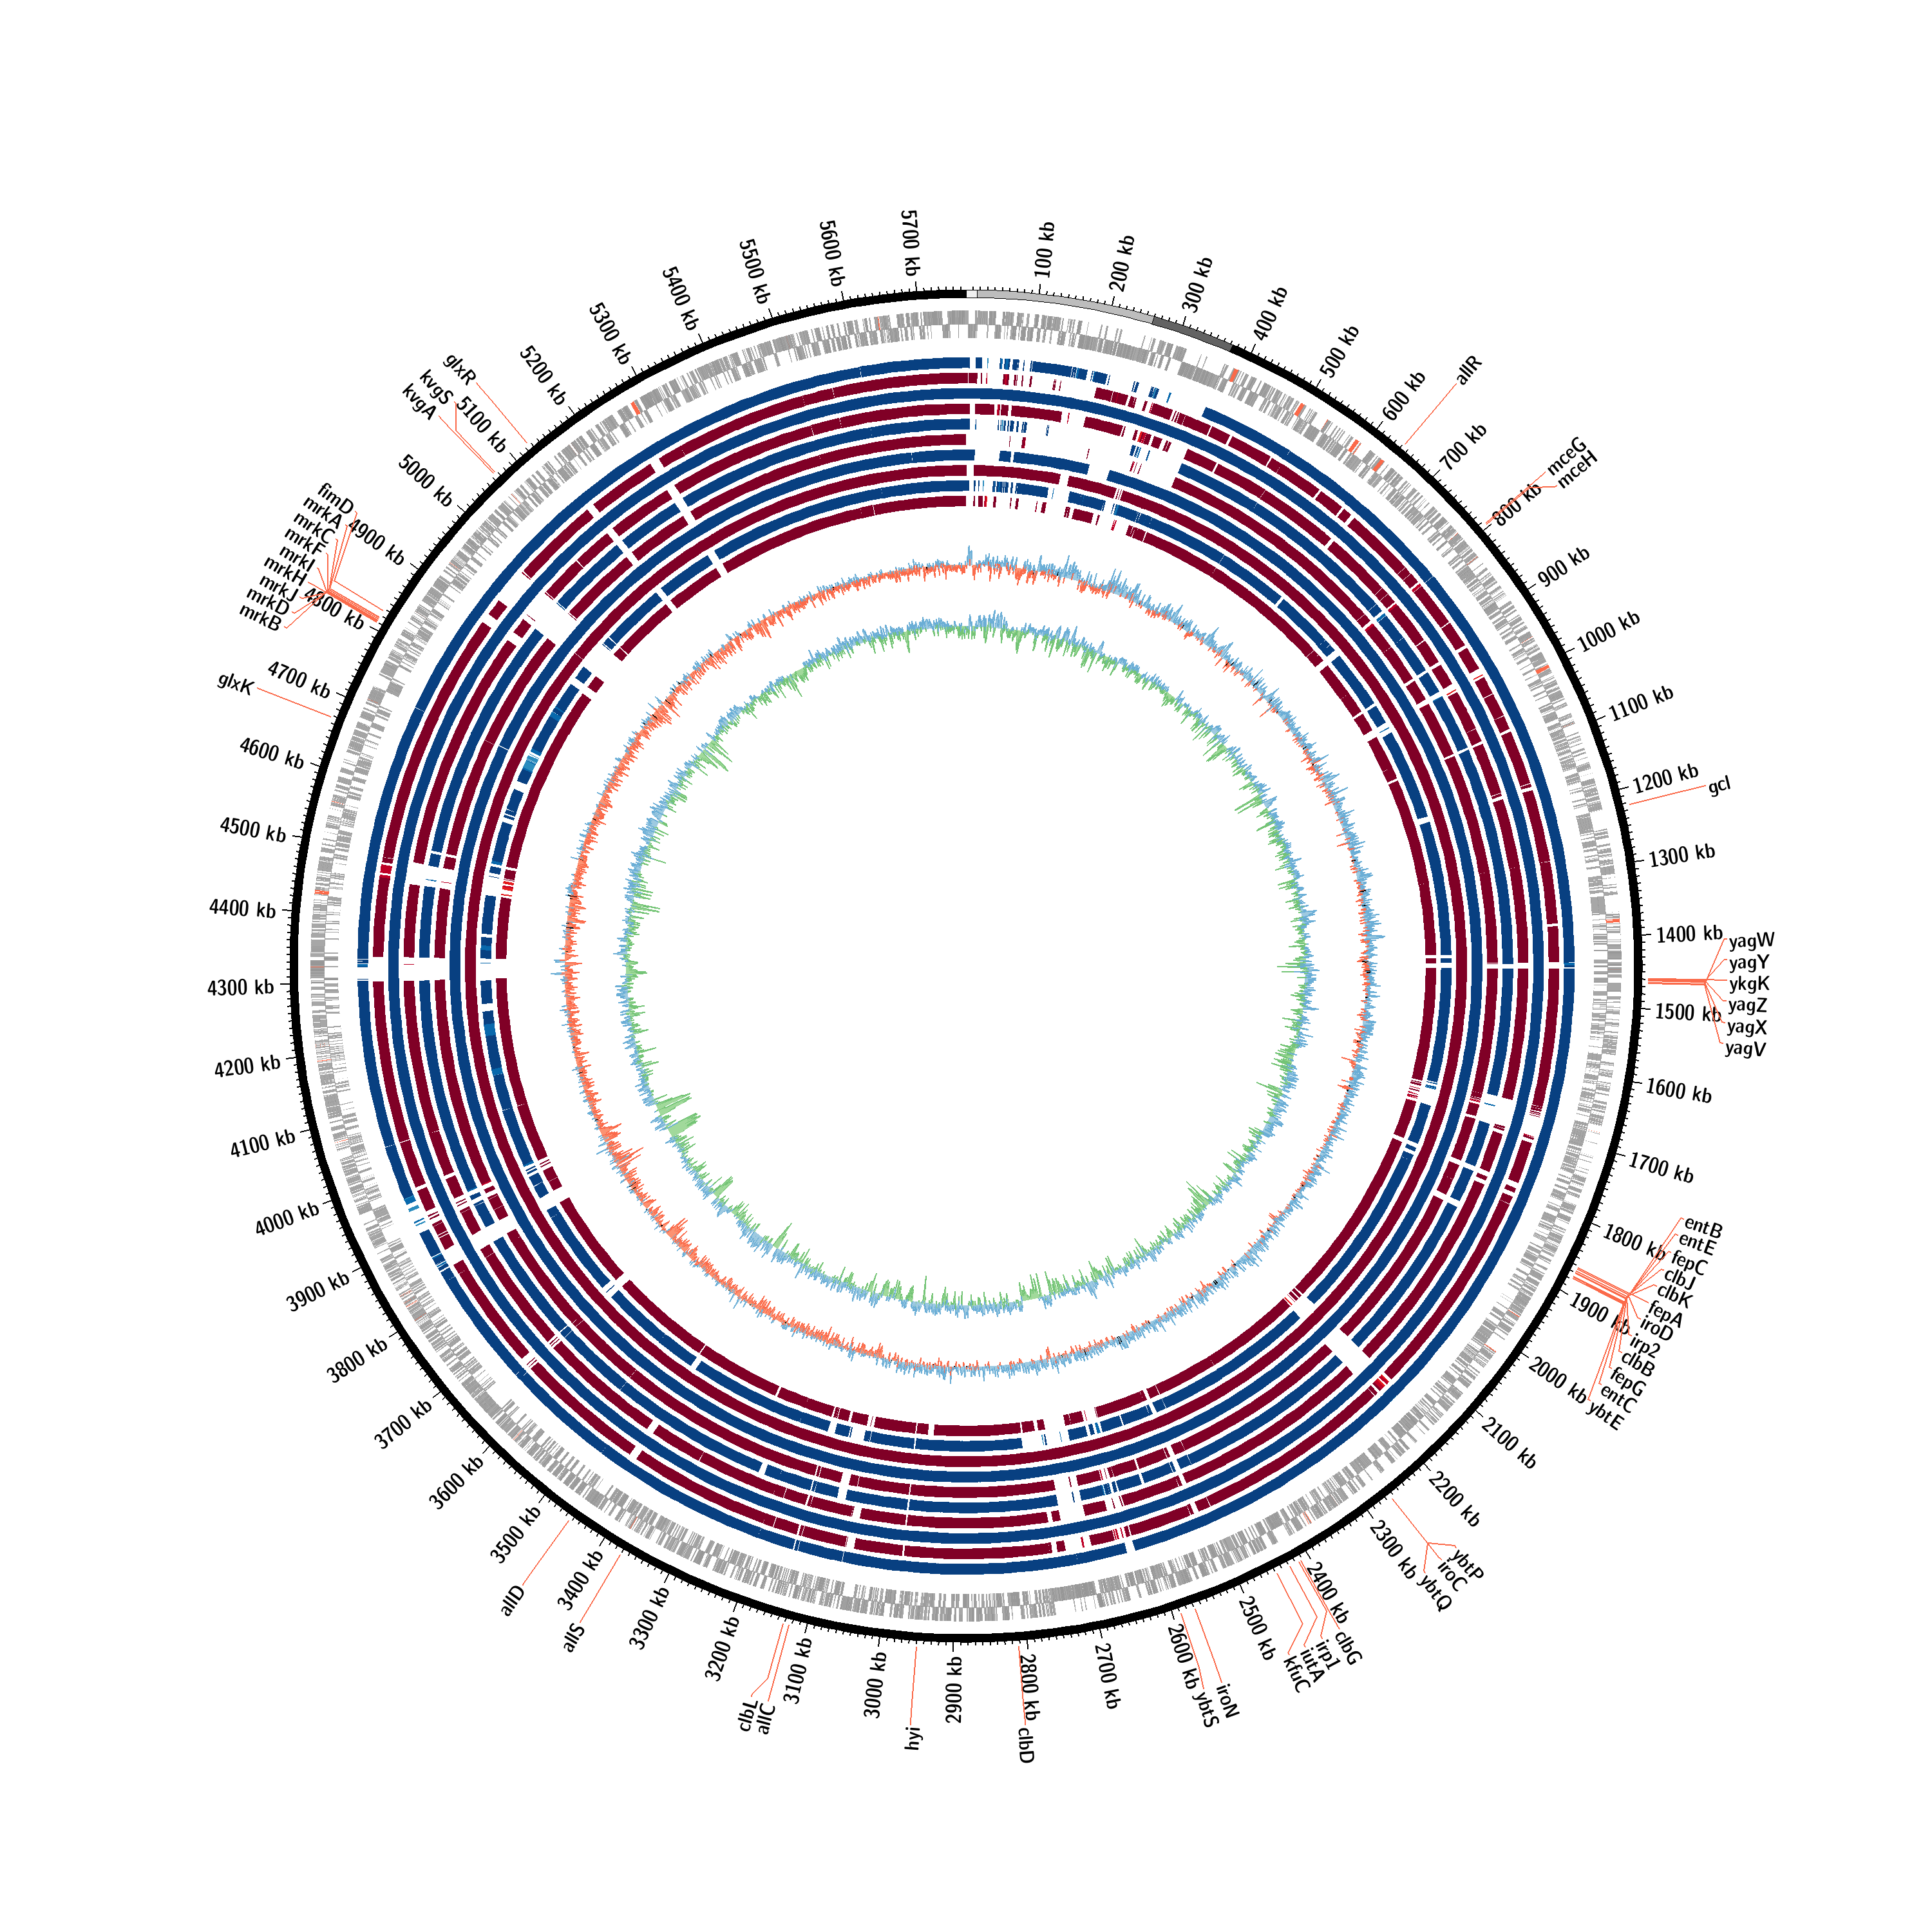 100 kb
200 kb
300 kb
400 kb
500 kb
600 kb
allR
700 kb
mceG
mceH
800 kb
900 kb
1000 kb
1100 kb
1200 kb
gcl
1300 kb
1400 kb
yagW
yagY
ykgK
yagZ
1500 kb
yagX
yagV
1600 kb
1700 kb
1800 kb
entB
entE
fepC
clbJ
clbK
fepA
iroD
1900 kb
irp2
clbB
fepG
entC
ybtE
2000 kb
2100 kb
2200 kb
ybtP
iroC
ybtQ
2300 kb
2400 kb
clbG
irp1
iutA
kfuC
2500 kb
iroN
ybtS
2600 kb
2700 kb
2800 kb
clbD
2900 kb
hyi
3000 kb
3100 kb
allC
clbL
3200 kb
3300 kb
allS
3400 kb
allD
3500 kb
3600 kb
3700 kb
3800 kb
3900 kb
4000 kb
4100 kb
4200 kb
4300 kb
4400 kb
4500 kb
4600 kb
glxK
4700 kb
4800 kb
mrkB
mrkD
mrkJ
mrkH
mrkI
mrkF
mrkC
mrkA
fimD
4900 kb
5000 kb
kvgA
kvgS
5100 kb
glxR
5200 kb
5300 kb
5400 kb
5500 kb
5600 kb
5700 kb